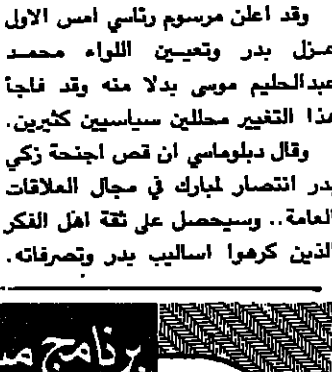 وقد اعلن مرسوم رئاسي امس الاول
عزل بدر وتعيين اللواء محمد
عبدالحليم موسى بدلا منه وقد فاجأ
هذا التغيير محللين سياسيين كثيرين.
وقال دبلوماسي ان قص اجنحة زكي
بدر انتصار لمبارك في مجال العلاقات
العامة.. وسيحصل على ثقة اهل الفكر
الذين كرهوا اساليب بدر وتصرفاته.
برنامج